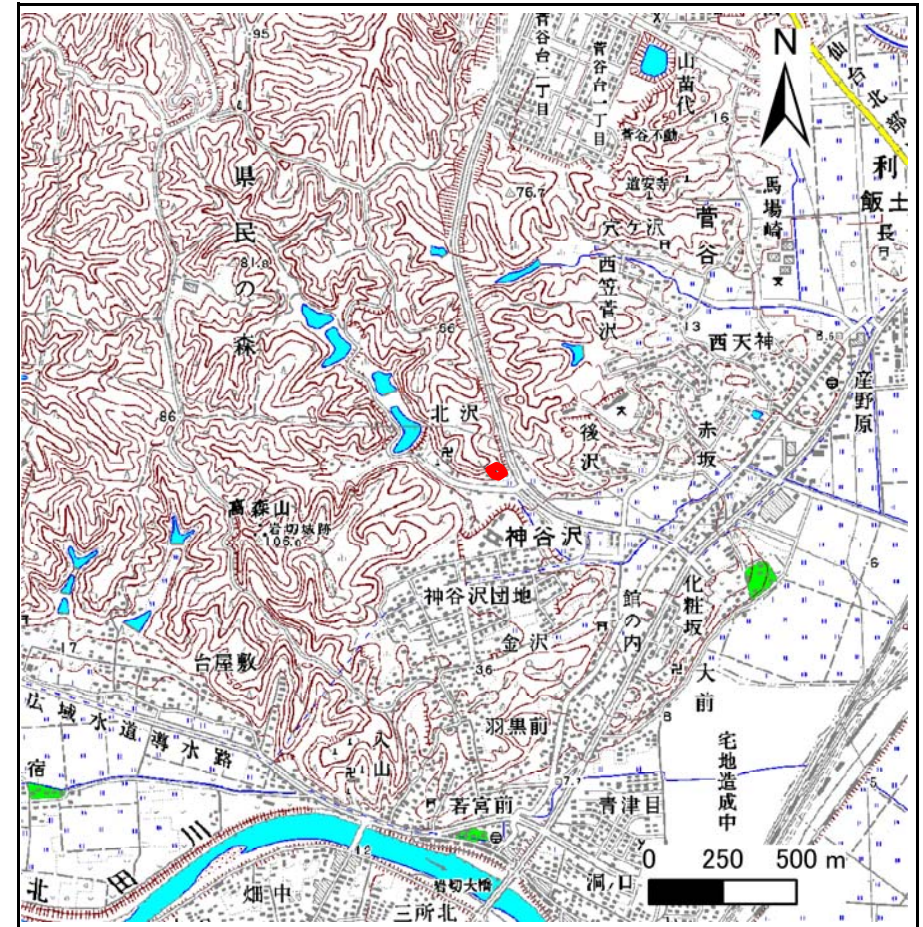 95
菅谷台二丁目
菅谷台一丁目
山苗代
N
仙台北部
50
16
菅谷不動
利
飯土
長
県民の森
76.7
道安寺
穴ケ沢
菅谷
馬場崎
西笠菅沢
81.8
66
13
西天神
8.5
産野原
86
北沢
後沢
赤坂
高森山
岩切城跡
106.0
神谷沢
6
神谷沢団地
館の内
化粧坂
金沢
17
台屋敷
36
大前
8
広域水道導水路
羽黒前
入山
宅地造成中
宿
7.7
5
若宮前
青津目
北田川
12
0 250 500 m
岩切大橋
洞ノ口
畑中
三所北